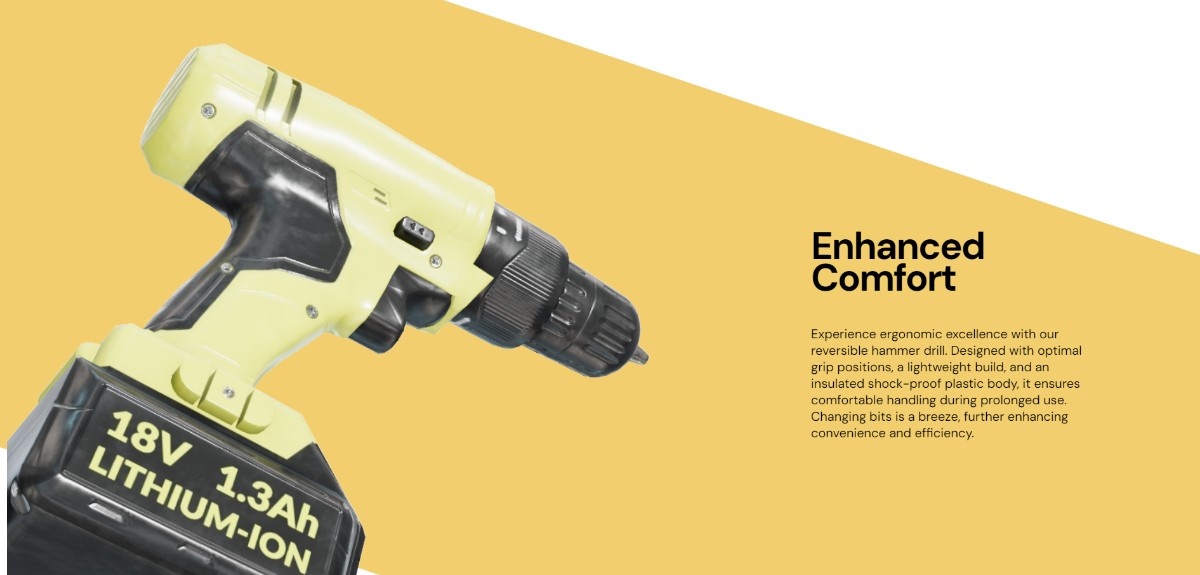 18V 1.3Ah
LITHIUM-ION
Enhanced
Comfort
Experience ergonomic excellence with our
reversible hammer drill. Designed with optimal
grip positions, a lightweight build, and an
insulated shock-proof plastic body, it ensures
comfortable handling during prolonged use.
Changing bits is a breeze, further enhancing
convenience and efficiency.